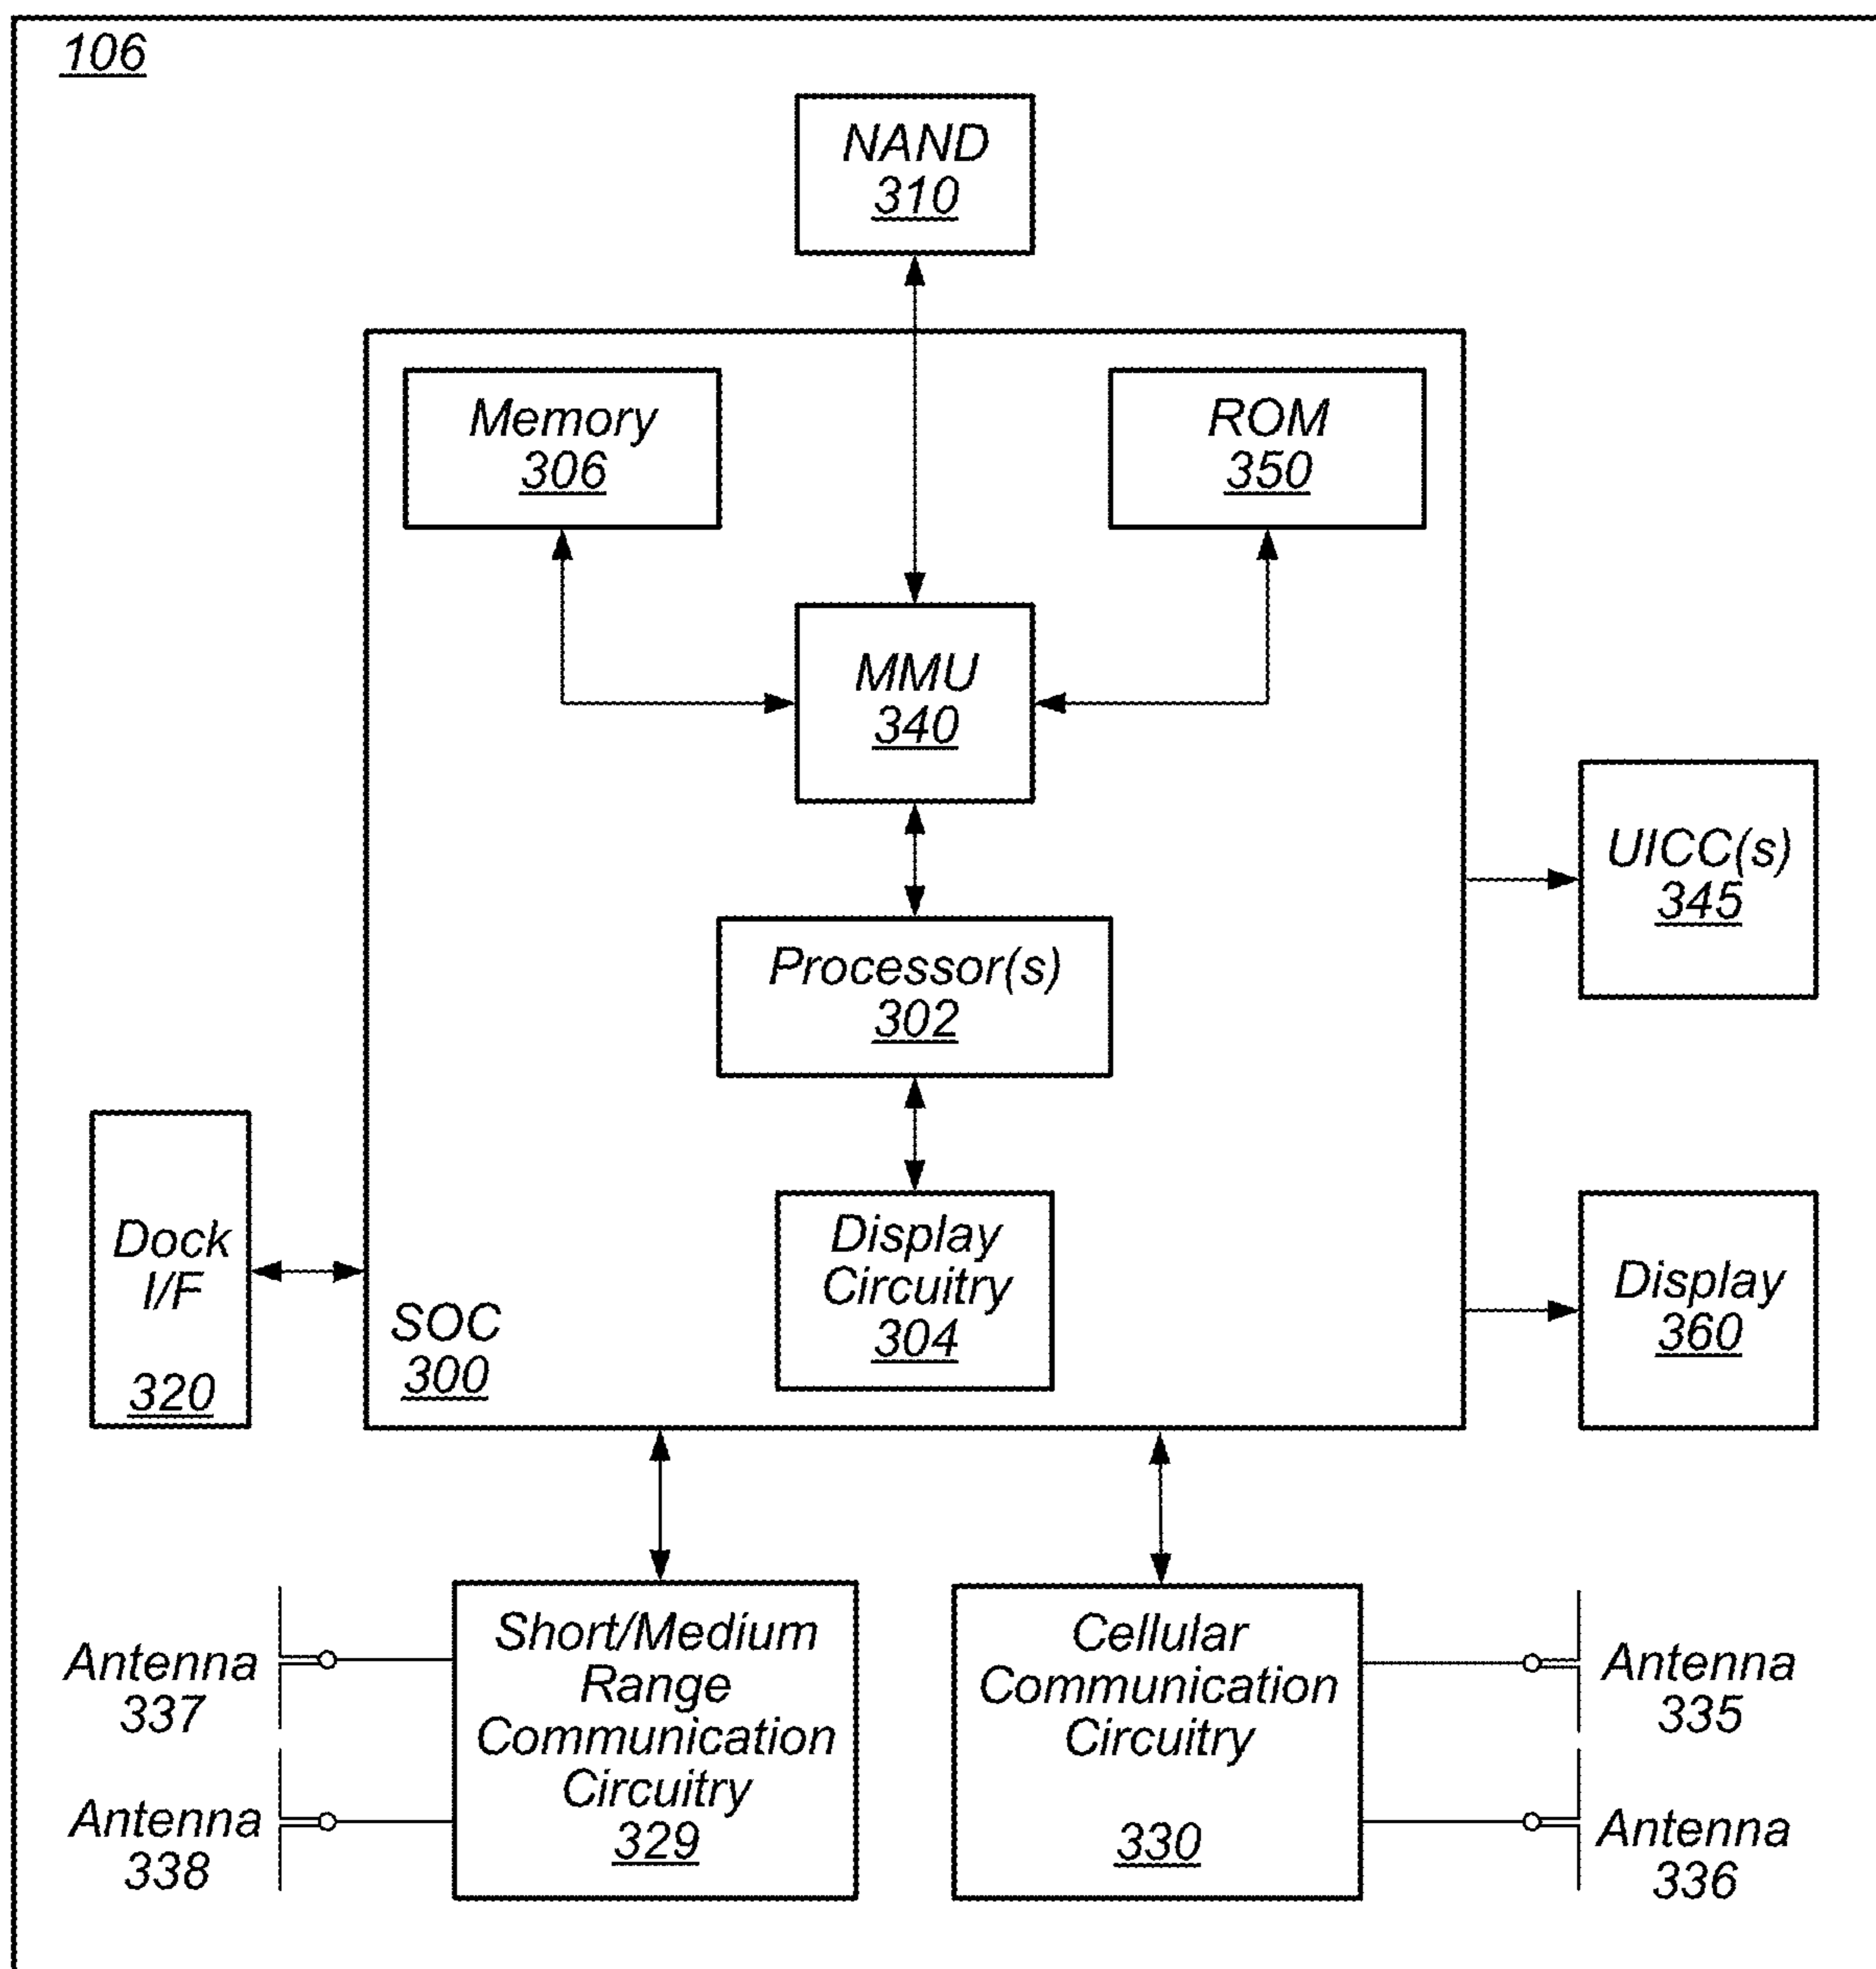 106
NAND
310
Memory
306
ROM
350
MMU
340
UICC(s)
345
Processor(s)
302
Dock
I/F
320
Display
Circuitry
304
SOC
300
Display
360
Short/Medium
Range
Communication
Circuitry
329
Cellular
Communication
Circuitry
330
Antenna
337
Antenna
338
Antenna
335
Antenna
336